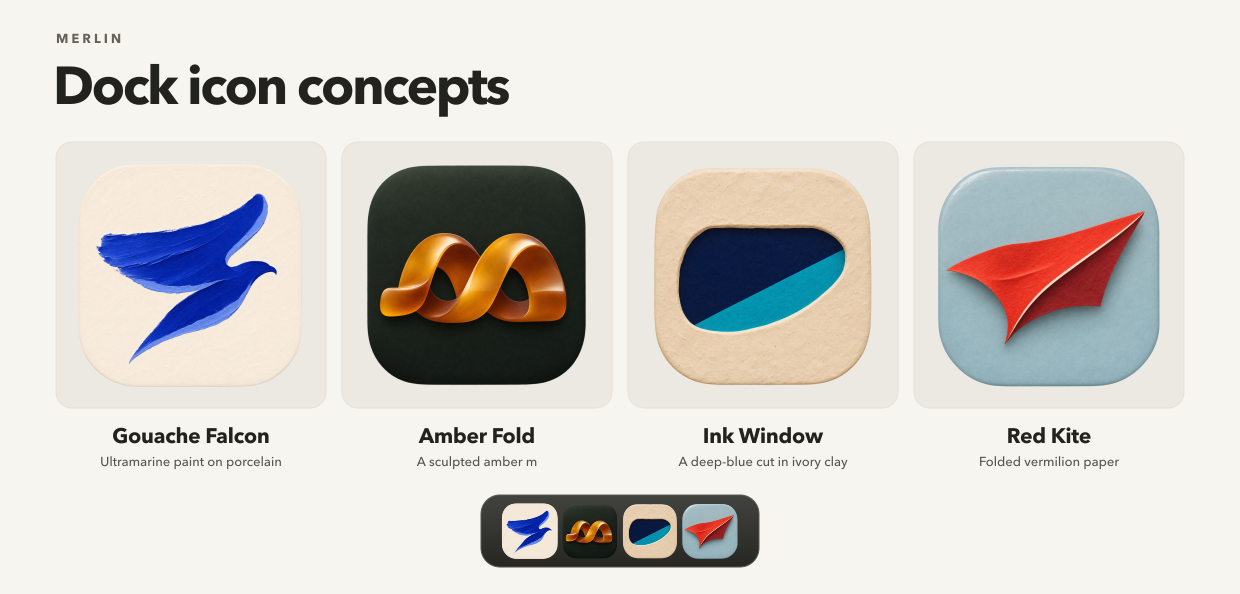 MERLIN
Dock icon concepts
Gouache Falcon
Ultramarine paint on porcelain
Amber Fold
A sculpted amber m
Ink Window
A deep-blue cut in ivory clay
Red Kite
Folded vermilion paper